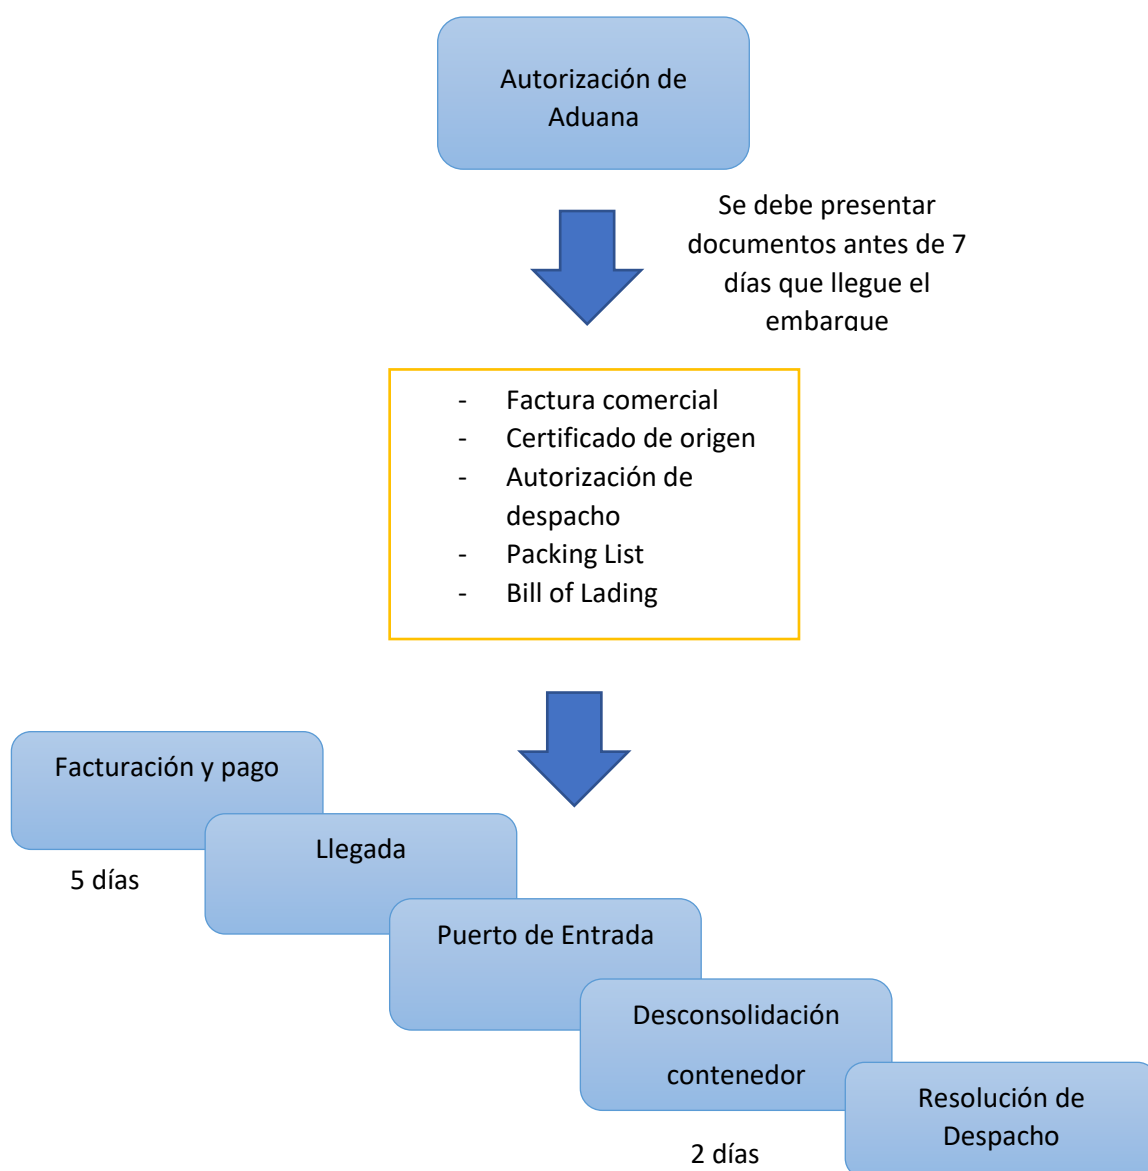 Autorización de
Aduana
Se debe presentar
documentos antes de 7
días que llegue el
embarque
- Factura comercial
- Certificado de origen
- Autorización de
despacho
- Packing List
- Bill of Lading
Facturación y pago
5 días
Llegada
Puerto de Entrada
Desconsolidación
contenedor
2 días
Resolución de
Despacho